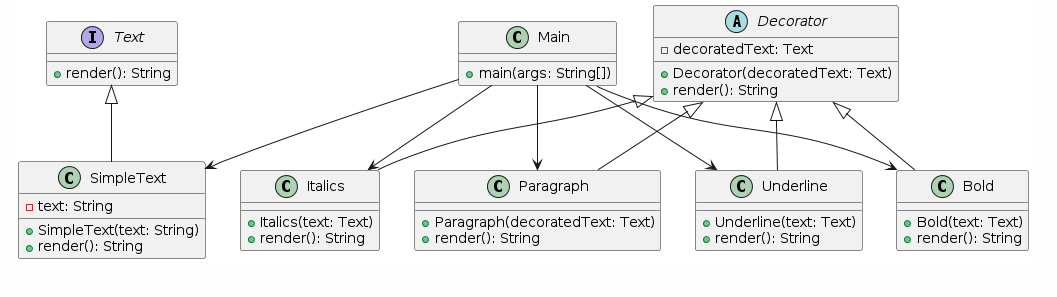 I Text
render(): String
C Main
main(args: String[])
A Decorator
decoratedText: Text
Decorator(decoratedText: Text)
render(): String
C SimpleText
text: String
SimpleText(text: String)
render(): String
C Italics
Italics(text: Text)
render(): String
C Paragraph
Paragraph(decoratedText: Text)
render(): String
C Underline
Underline(text: Text)
render(): String
C Bold
Bold(text: Text)
render(): String